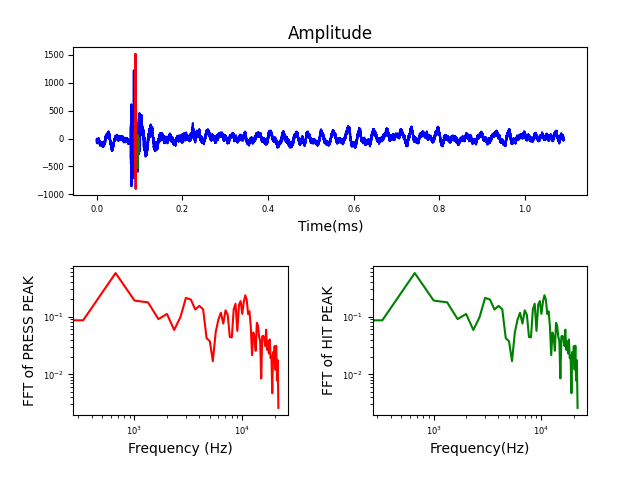 Amplitude
1500
1000
500
0
−500
−1000
0.0 0.2 0.4 0.6 0.8 1.0
Time(ms)
FFT of PRESS PEAK
10⁻¹
10⁻²
10³ 10⁴
Frequency (Hz)
FFT of HIT PEAK
10⁻¹
10⁻²
10³ 10⁴
Frequency(Hz)